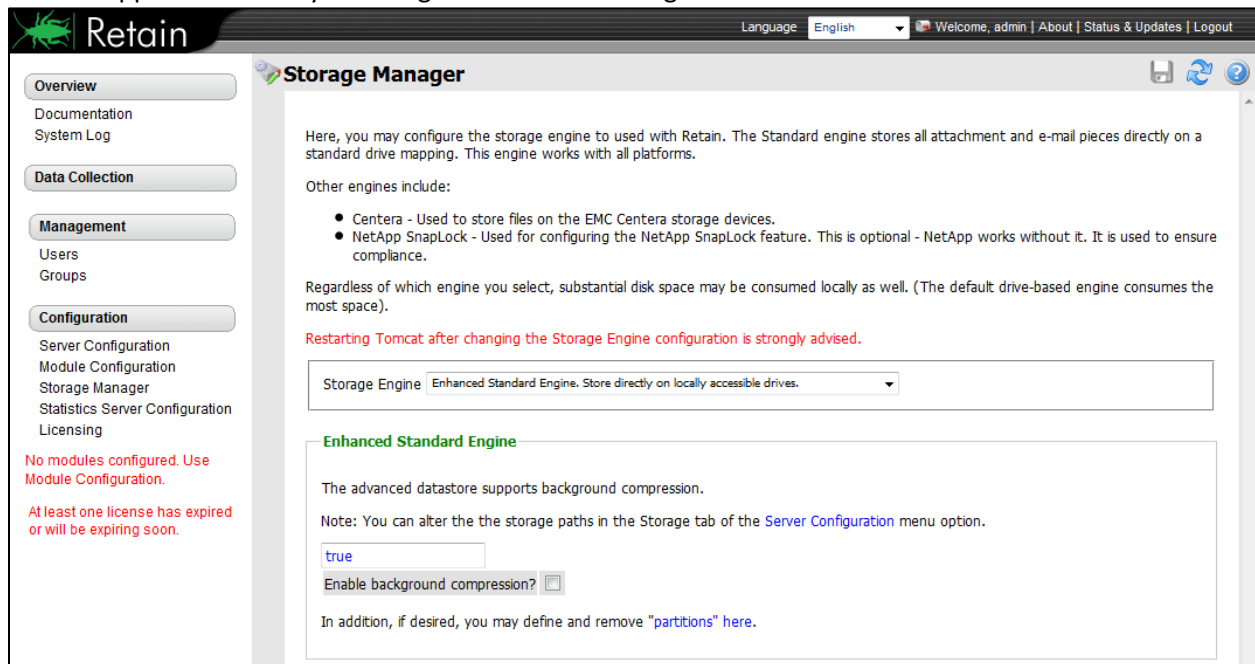 Retain
Language English Welcome, admin | About | Status & Updates | Logout
Overview
Documentation
System Log
Data Collection
Management
Users
Groups
Configuration
Server Configuration
Module Configuration
Storage Manager
Statistics Server Configuration
Licensing
No modules configured. Use
Module Configuration.
At least one license has expired
or will be expiring soon.
Storage Manager
Here, you may configure the storage engine to used with Retain. The Standard engine stores all attachment and e-mail pieces directly on a
standard drive mapping. This engine works with all platforms.
Other engines include:
● Centera - Used to store files on the EMC Centera storage devices.
● NetApp SnapLock - Used for configuring the NetApp SnapLock feature. This is optional - NetApp works without it. It is used to ensure
compliance.
Regardless of which engine you select, substantial disk space may be consumed locally as well. (The default drive-based engine consumes the
most space).
Restarting Tomcat after changing the Storage Engine configuration is strongly advised.
Storage Engine Enhanced Standard Engine. Store directly on locally accessible drives.
Enhanced Standard Engine
The advanced datastore supports background compression.
Note: You can alter the the storage paths in the Storage tab of the Server Configuration menu option.
true
Enable background compression?
In addition, if desired, you may define and remove "partitions" here.